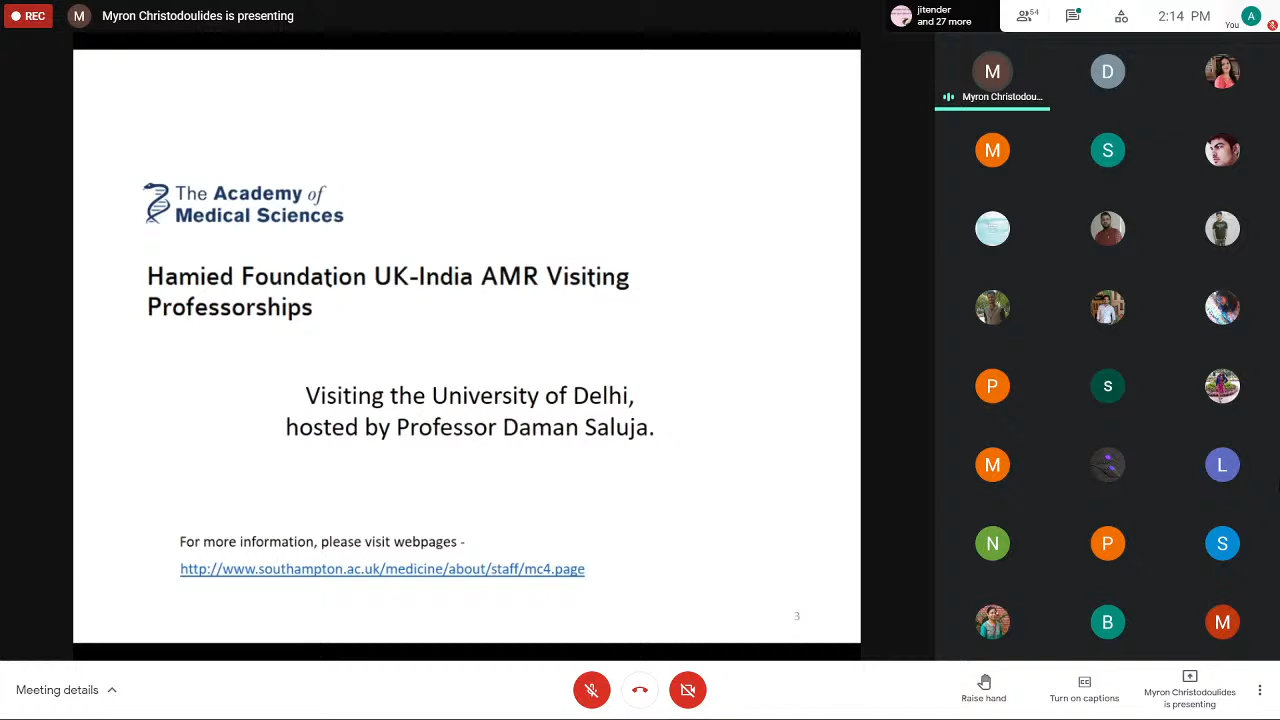 REC
M
Myron Christodoulides is presenting
jitender
and 27 more
54
2:14 PM
You
A
The Academy of
Medical Sciences
Hamied Foundation UK-India AMR Visiting
Professorships
Visiting the University of Delhi,
hosted by Professor Daman Saluja.
For more information, please visit webpages -
http://www.southampton.ac.uk/medicine/about/staff/mc4.page
3
M
D
Myron Christodou...
M
S
P
s
M
L
N
P
S
B
M
Meeting details
Raise hand
CC
Turn on captions
Myron Christodoulides
is presenting